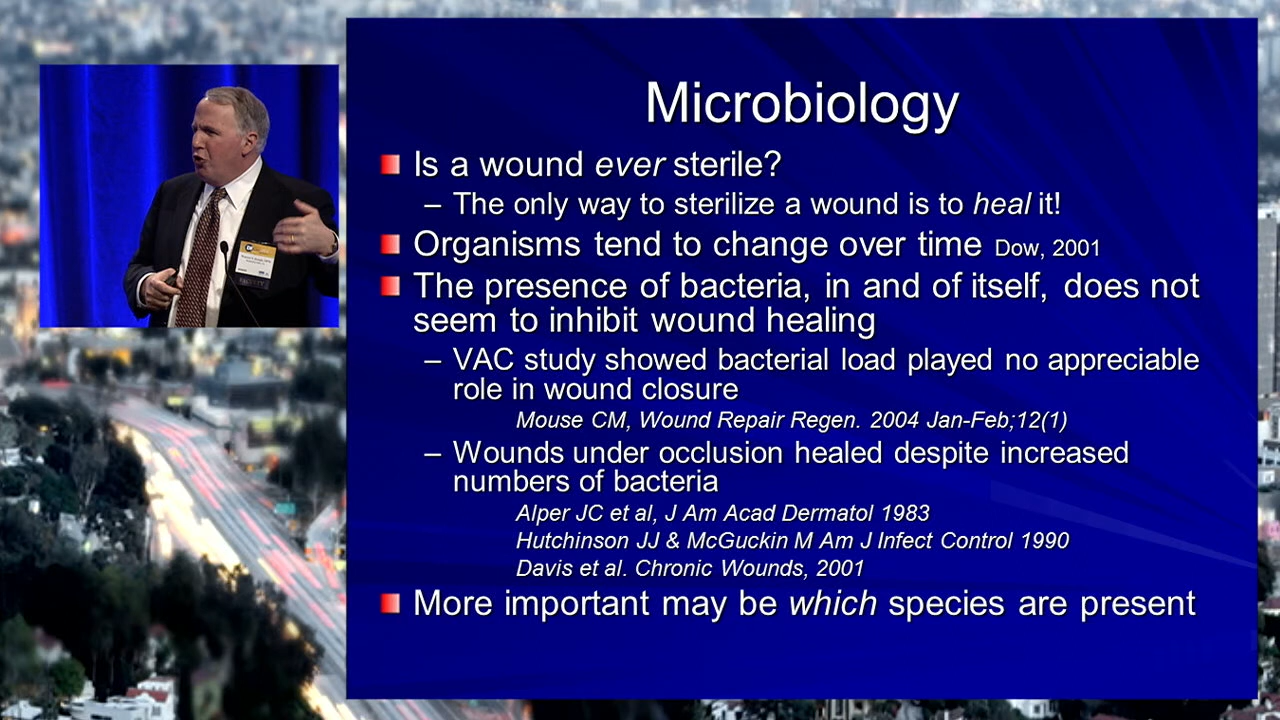 Microbiology
Is a wound ever sterile?
– The only way to sterilize a wound is to heal it!
Organisms tend to change over time Dow, 2001
The presence of bacteria, in and of itself, does not
seem to inhibit wound healing
– VAC study showed bacterial load played no appreciable
role in wound closure
Mouse CM, Wound Repair Regen. 2004 Jan-Feb;12(1)
– Wounds under occlusion healed despite increased
numbers of bacteria
Alper JC et al, J Am Acad Dermatol 1983
Hutchinson JJ & McGuckin M Am J Infect Control 1990
Davis et al. Chronic Wounds, 2001
More important may be which species are present